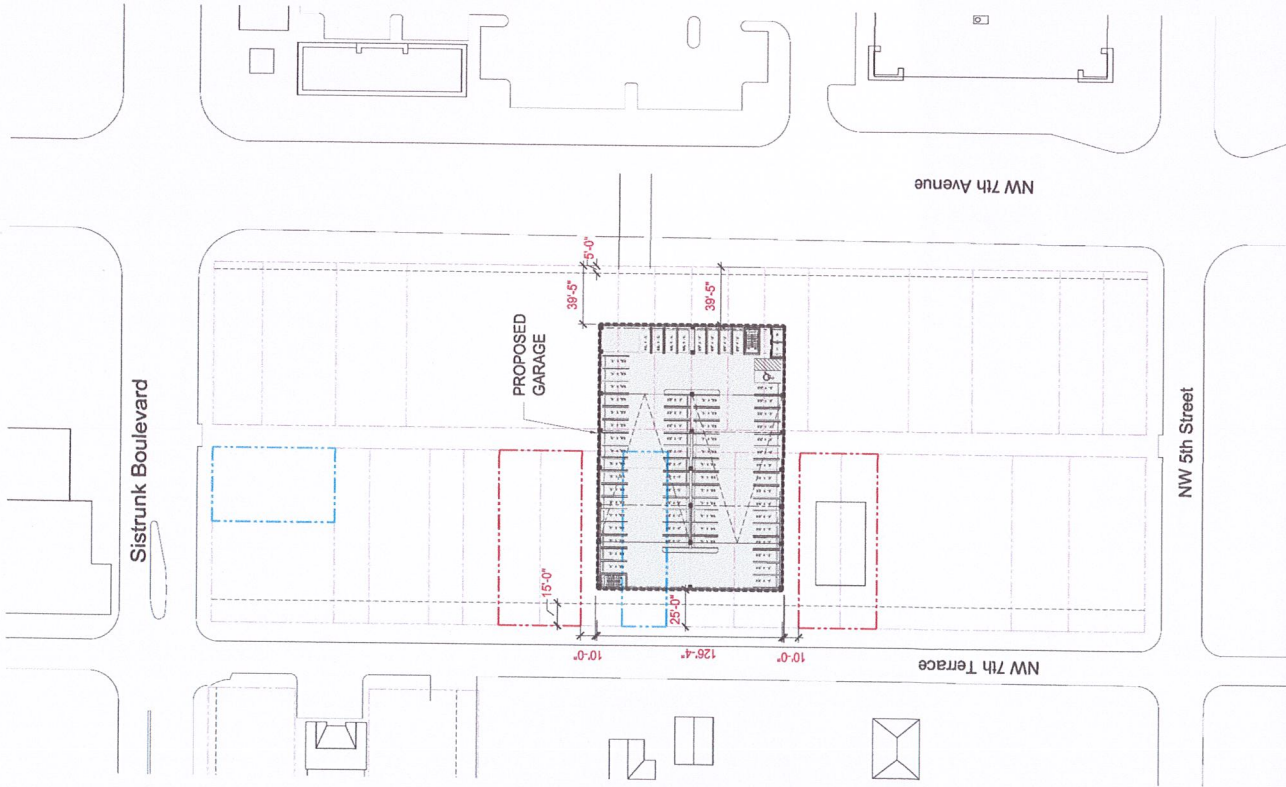 NW 7th Avenue
5'-0"
39'-5"
39'-5"
PROPOSED
GARAGE
Sistrunk Boulevard
NW 5th Street
15'-0"
25'-0"
10'-0"
126'-4"
10'-0"
NW 7th Terrace